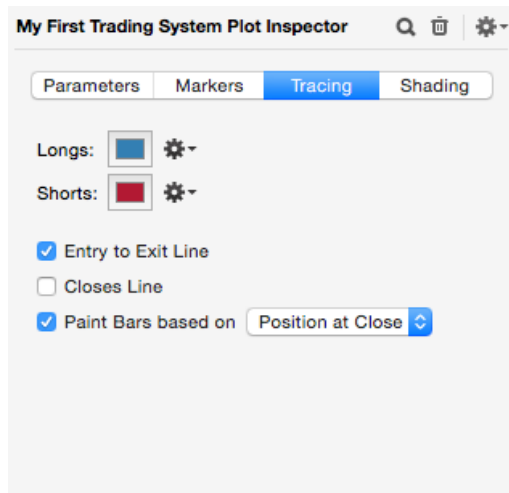 My First Trading System Plot Inspector
Parameters Markers Tracing Shading
Longs:
Shorts:
Entry to Exit Line
Closes Line
Paint Bars based on Position at Close